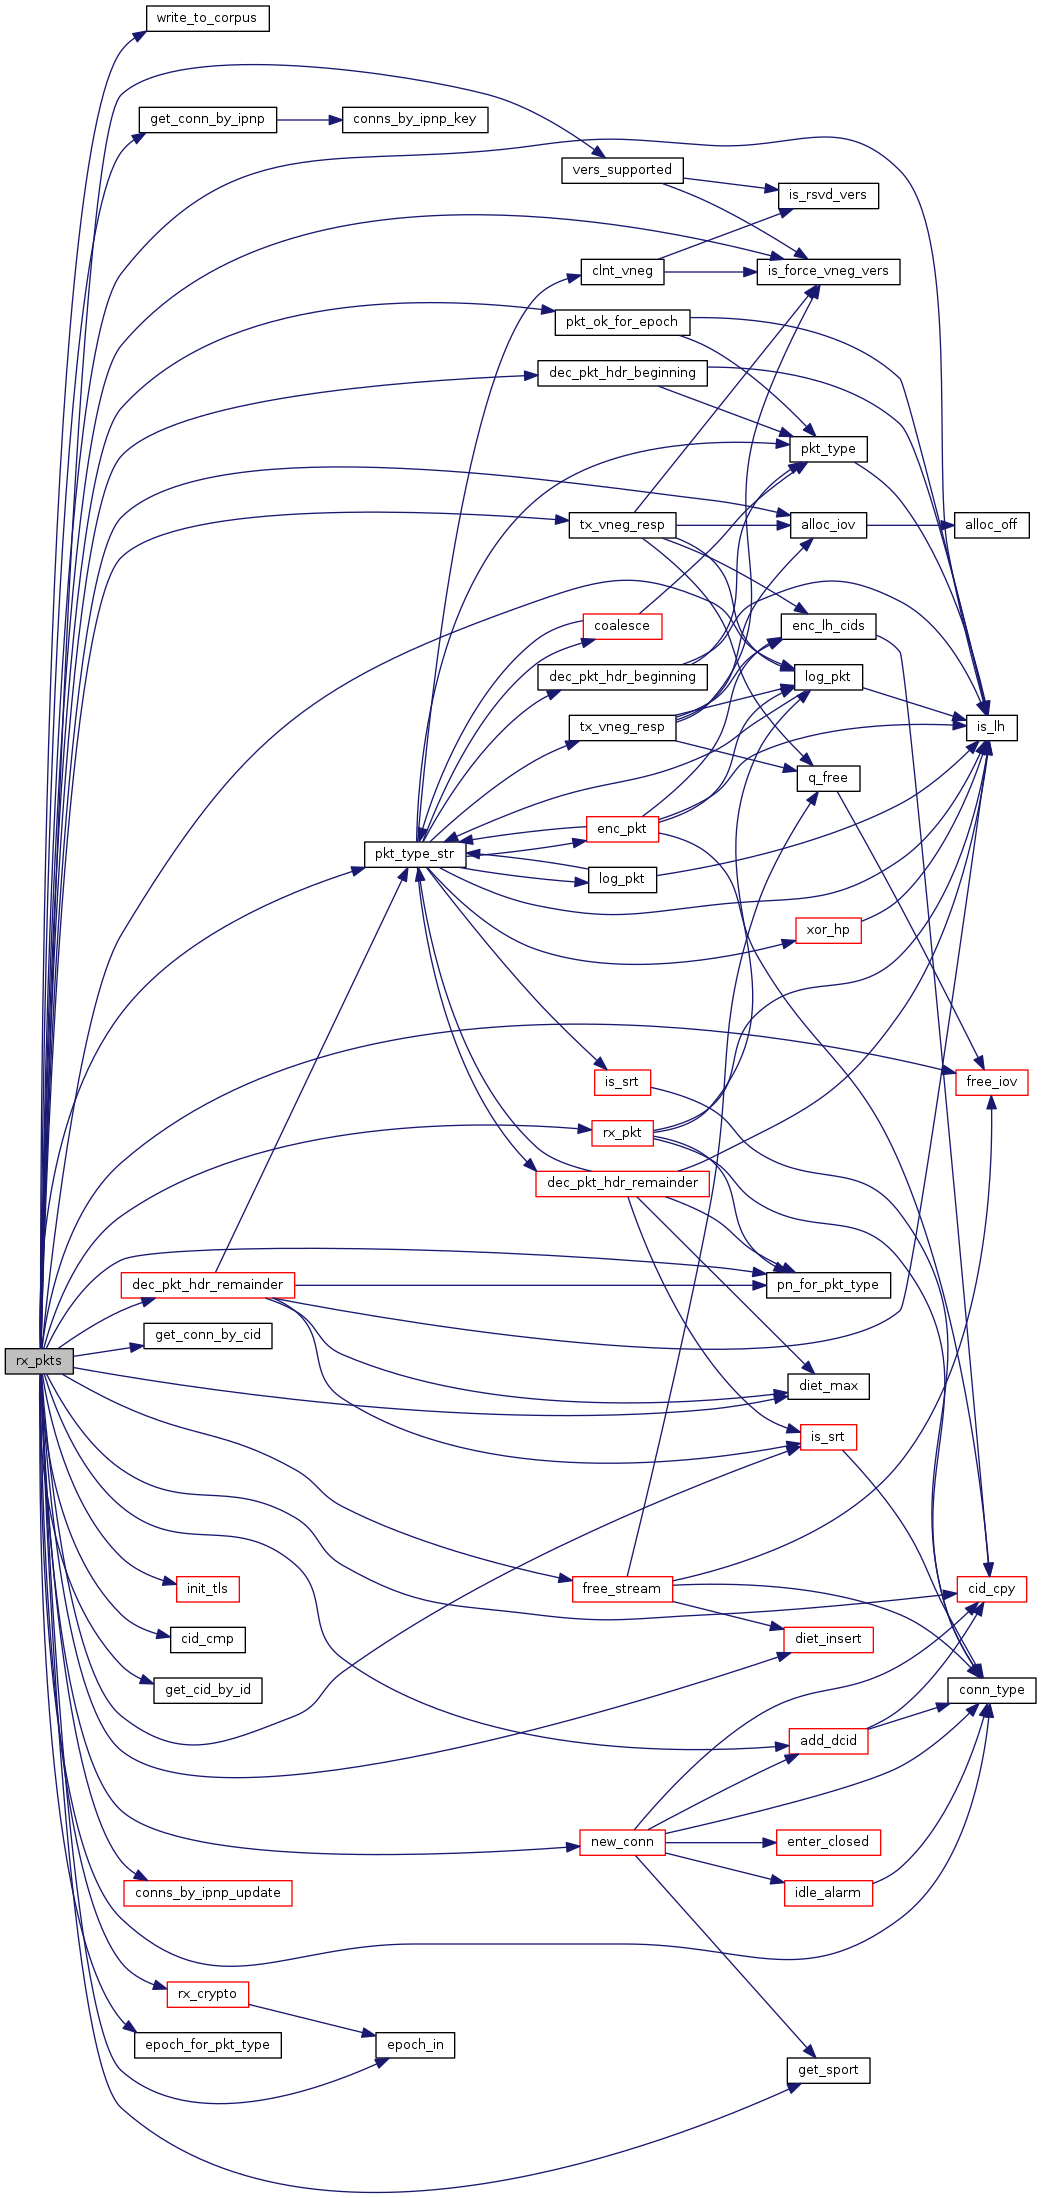 write_to_corpus
get_conn_by_ipnp
conns_by_ipnp_key
vers_supported
is_rsvd_vers
clnt_vneg
is_force_vneg_vers
pkt_ok_for_epoch
dec_pkt_hdr_beginning
pkt_type
tx_vneg_resp
alloc_iov
alloc_off
coalesce
enc_lh_cids
dec_pkt_hdr_beginning
log_pkt
tx_vneg_resp
is_lh
q_free
enc_pkt
pkt_type_str
log_pkt
xor_hp
is_srt
free_iov
rx_pkt
dec_pkt_hdr_remainder
dec_pkt_hdr_remainder
pn_for_pkt_type
get_conn_by_cid
rx_pkts
diet_max
is_srt
init_tls
free_stream
cid_cpy
cid_cmp
diet_insert
get_cid_by_id
conn_type
add_dcid
new_conn
enter_closed
conns_by_ipnp_update
idle_alarm
rx_crypto
epoch_for_pkt_type
epoch_in
get_sport